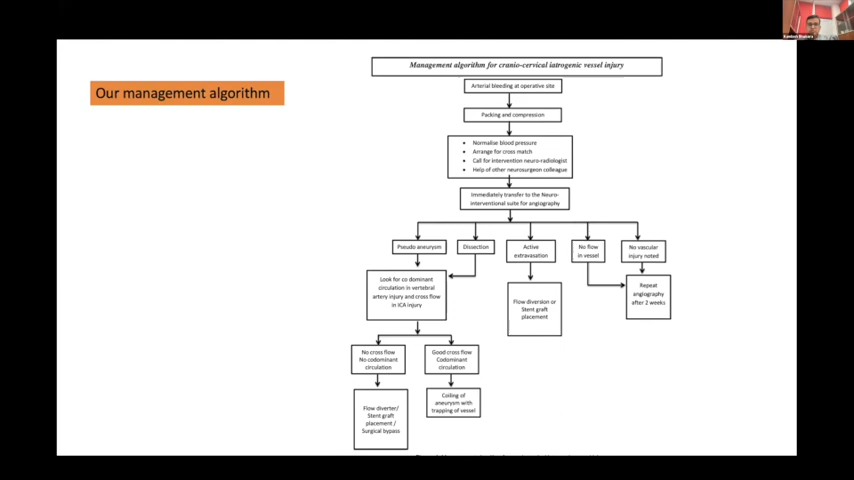 Our management algorithm
Management algorithm for cranio-cervical iatrogenic vessel injury
Arterial bleeding at operative site
Packing and compression
• Normalise blood pressure
• Arrange for cross match
• Call for intervention neuro-radiologist
• Help of other neurosurgeon colleague
Immediately transfer to the Neuro-
interventional suite for angiography
Pseudo aneurysm
Dissection
Active
extravasation
No flow
in vessel
No vascular
injury noted
Look for co dominant
circulation in vertebral
artery injury and cross flow
in ICA injury
Flow diversion or
Stent graft
placement
Repeat
angiography
after 2 weeks
No cross flow
No codominant
circulation
Good cross flow
Codominant
circulation
Flow diverter/
Stent graft
placement /
Surgical bypass
Coiling of
aneurysm with
trapping of vessel